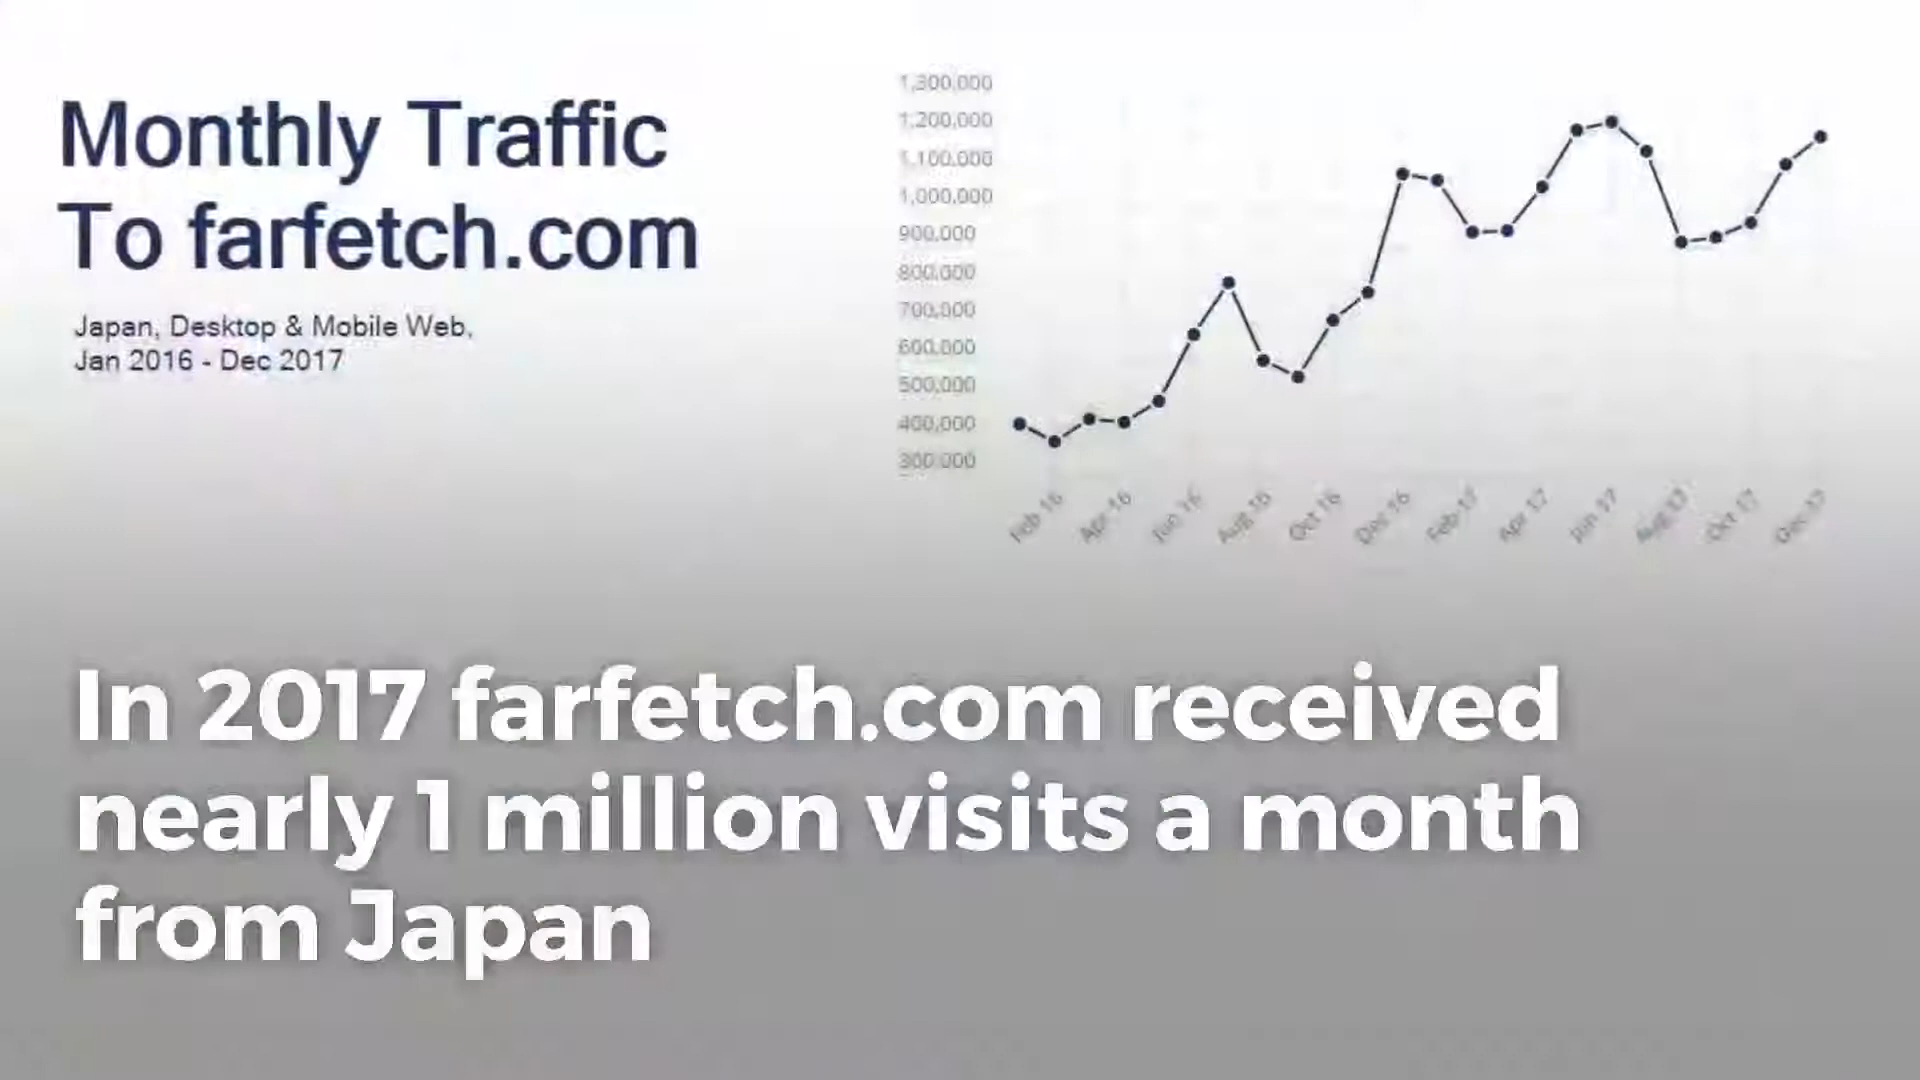 Monthly Traffic
To farfetch.com
Japan, Desktop & Mobile Web,
Jan 2016 - Dec 2017
1,300,000
1,200,000
1,100,000
1,000,000
900,000
800,000
700,000
600,000
500,000
400,000
300,000
Feb 16
Apr 16
Jun 16
Aug 16
Oct 16
Dec 16
Feb 17
Apr 17
Jun 17
Aug 17
Oct 17
Dec 17
In 2017 farfetch.com received
nearly 1 million visits a month
from Japan